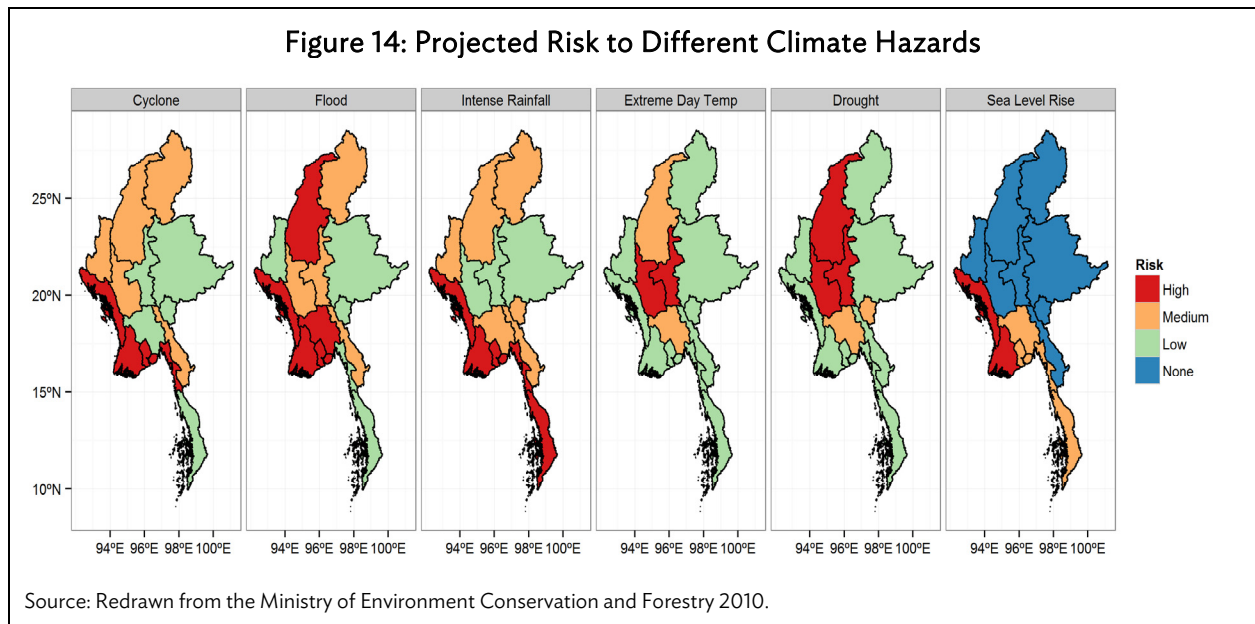 Figure 14: Projected Risk to Different Climate Hazards
Cyclone Flood Intense Rainfall Extreme Day Temp Drought Sea Level Rise
25ºN
20ºN
15ºN
10ºN
Risk
High
Medium
Low
None
94ºE 96ºE 98ºE 100ºE 94ºE 96ºE 98ºE 100ºE 94ºE 96ºE 98ºE 100ºE 94ºE 96ºE 98ºE 100ºE 94ºE 96ºE 98ºE 100ºE 94ºE 96ºE 98ºE 100ºE
Source: Redrawn from the Ministry of Environment Conservation and Forestry 2010.